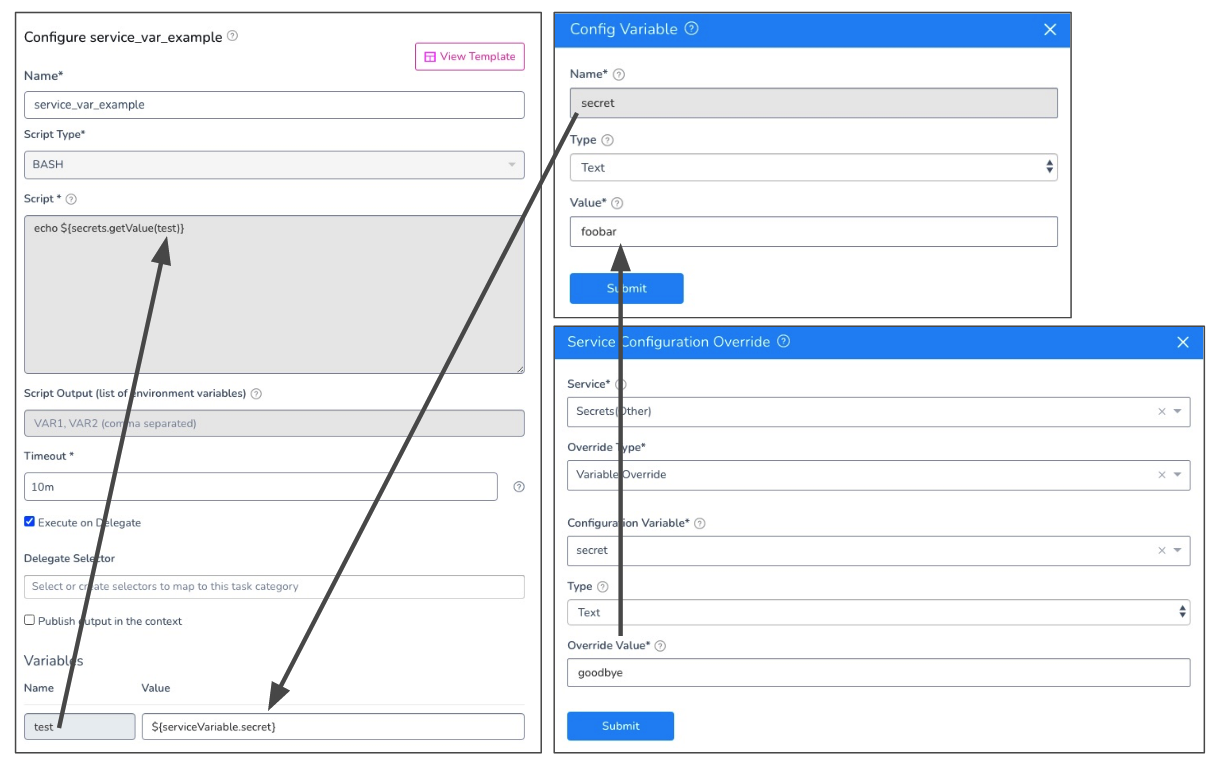 Configure service_var_example
View Template
Name*
service_var_example
Script Type*
BASH
Script *
echo ${secrets.getValue(test)}
Script Output (list of environment variables)
VAR1, VAR2 (comma separated)
Timeout *
10m
Execute on Delegate
Delegate Selector
Select or create selectors to map to this task category
Publish output in the context
Variables
Name Value
test ${serviceVariable.secret}
Config Variable
Name*
secret
Type
Text
Value*
foobar
Submit
Service Configuration Override
Service*
Secrets(Other)
Override Type*
Variable Override
Configuration Variable*
secret
Type
Text
Override Value*
goodbye
Submit